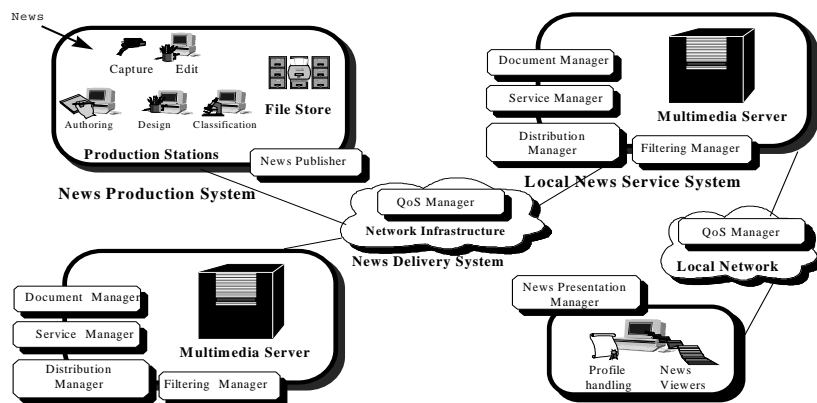 News
Capture Edit
Authoring Design Classification
File Store
Production Stations
News Publisher
News Production System
Document Manager
Service Manager
Distribution
Manager
Multimedia Server
Filtering Manager
Local News Service System
QoS Manager
Network Infrastructure
News Delivery System
QoS Manager
Local Network
Document Manager
Service Manager
Distribution
Manager
Multimedia Server
Filtering Manager
News Presentation
Manager
Profile
handling
News
Viewers